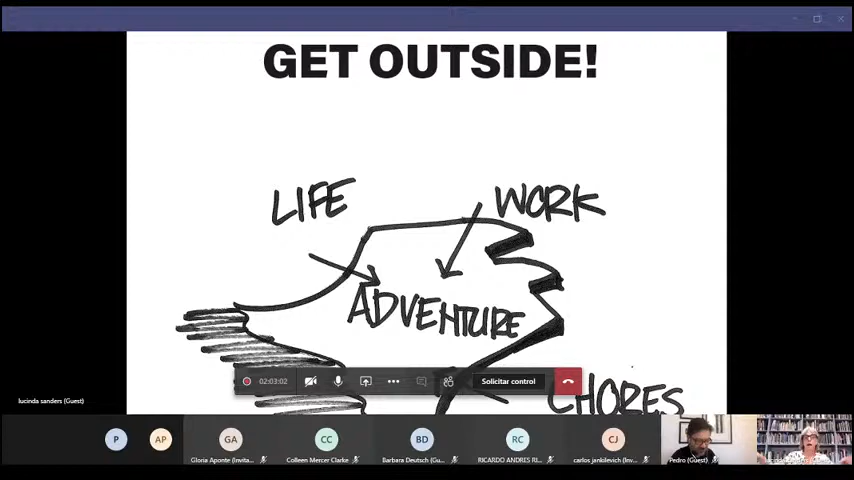 GET OUTSIDE!
LIFE
WORK
ADVENTURE
CHORES
02:03:02
Solicitar control
lucinda sanders (Guest)
P
AP
GA
CC
BD
RC
CJ
Gloria Aponte (Invita...
Colleen Mercer Clarke
Barbara Deutsch (Gu...
RICARDO ANDRES RI...
carlos jankilevich (Inv...
Pedro (Guest)